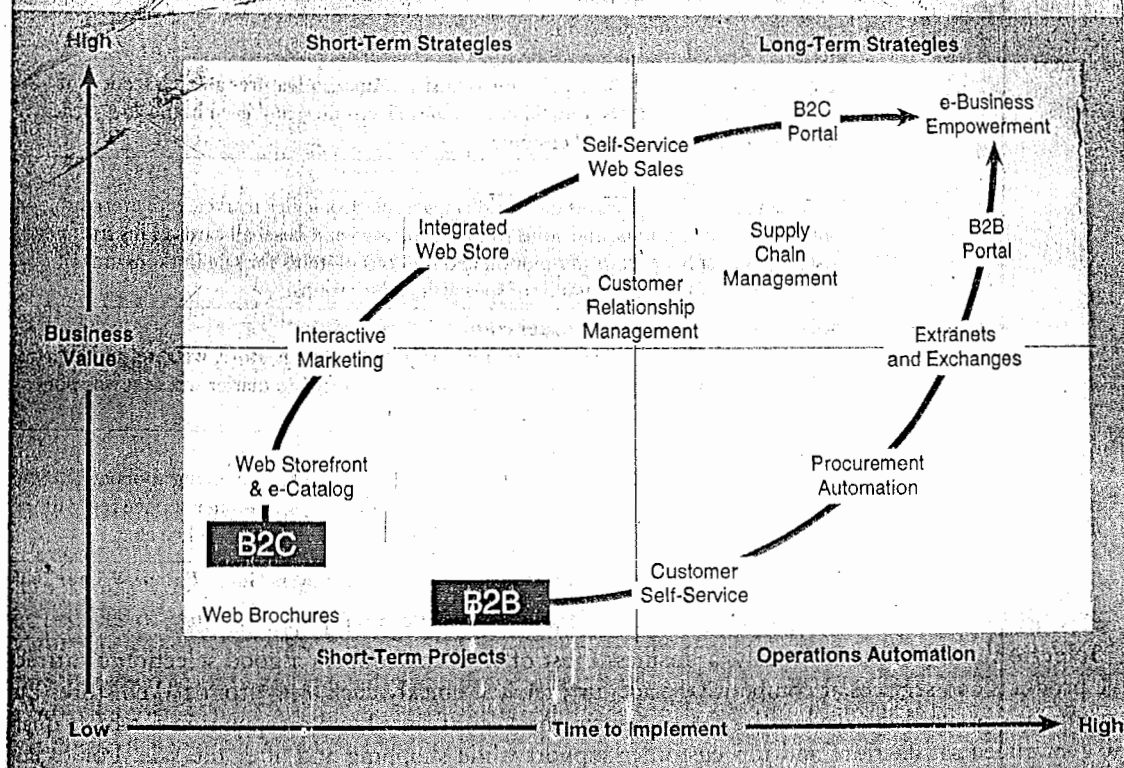 High
Short-Term Strategies
Long-Term Strategies
B2C
Portal
e-Business
Empowerment
Self-Service
Web Sales
Integrated
Web Store
Supply
Chain
Management
B2B
Portal
Customer
Relationship
Management
Business
Value
Interactive
Marketing
Extranets
and Exchanges
Web Storefront
& e-Catalog
Procurement
Automation
B2C
Customer
Self-Service
B2B
Web Brochures
Short-Term Projects
Operations Automation
Low
Time to Implement
High